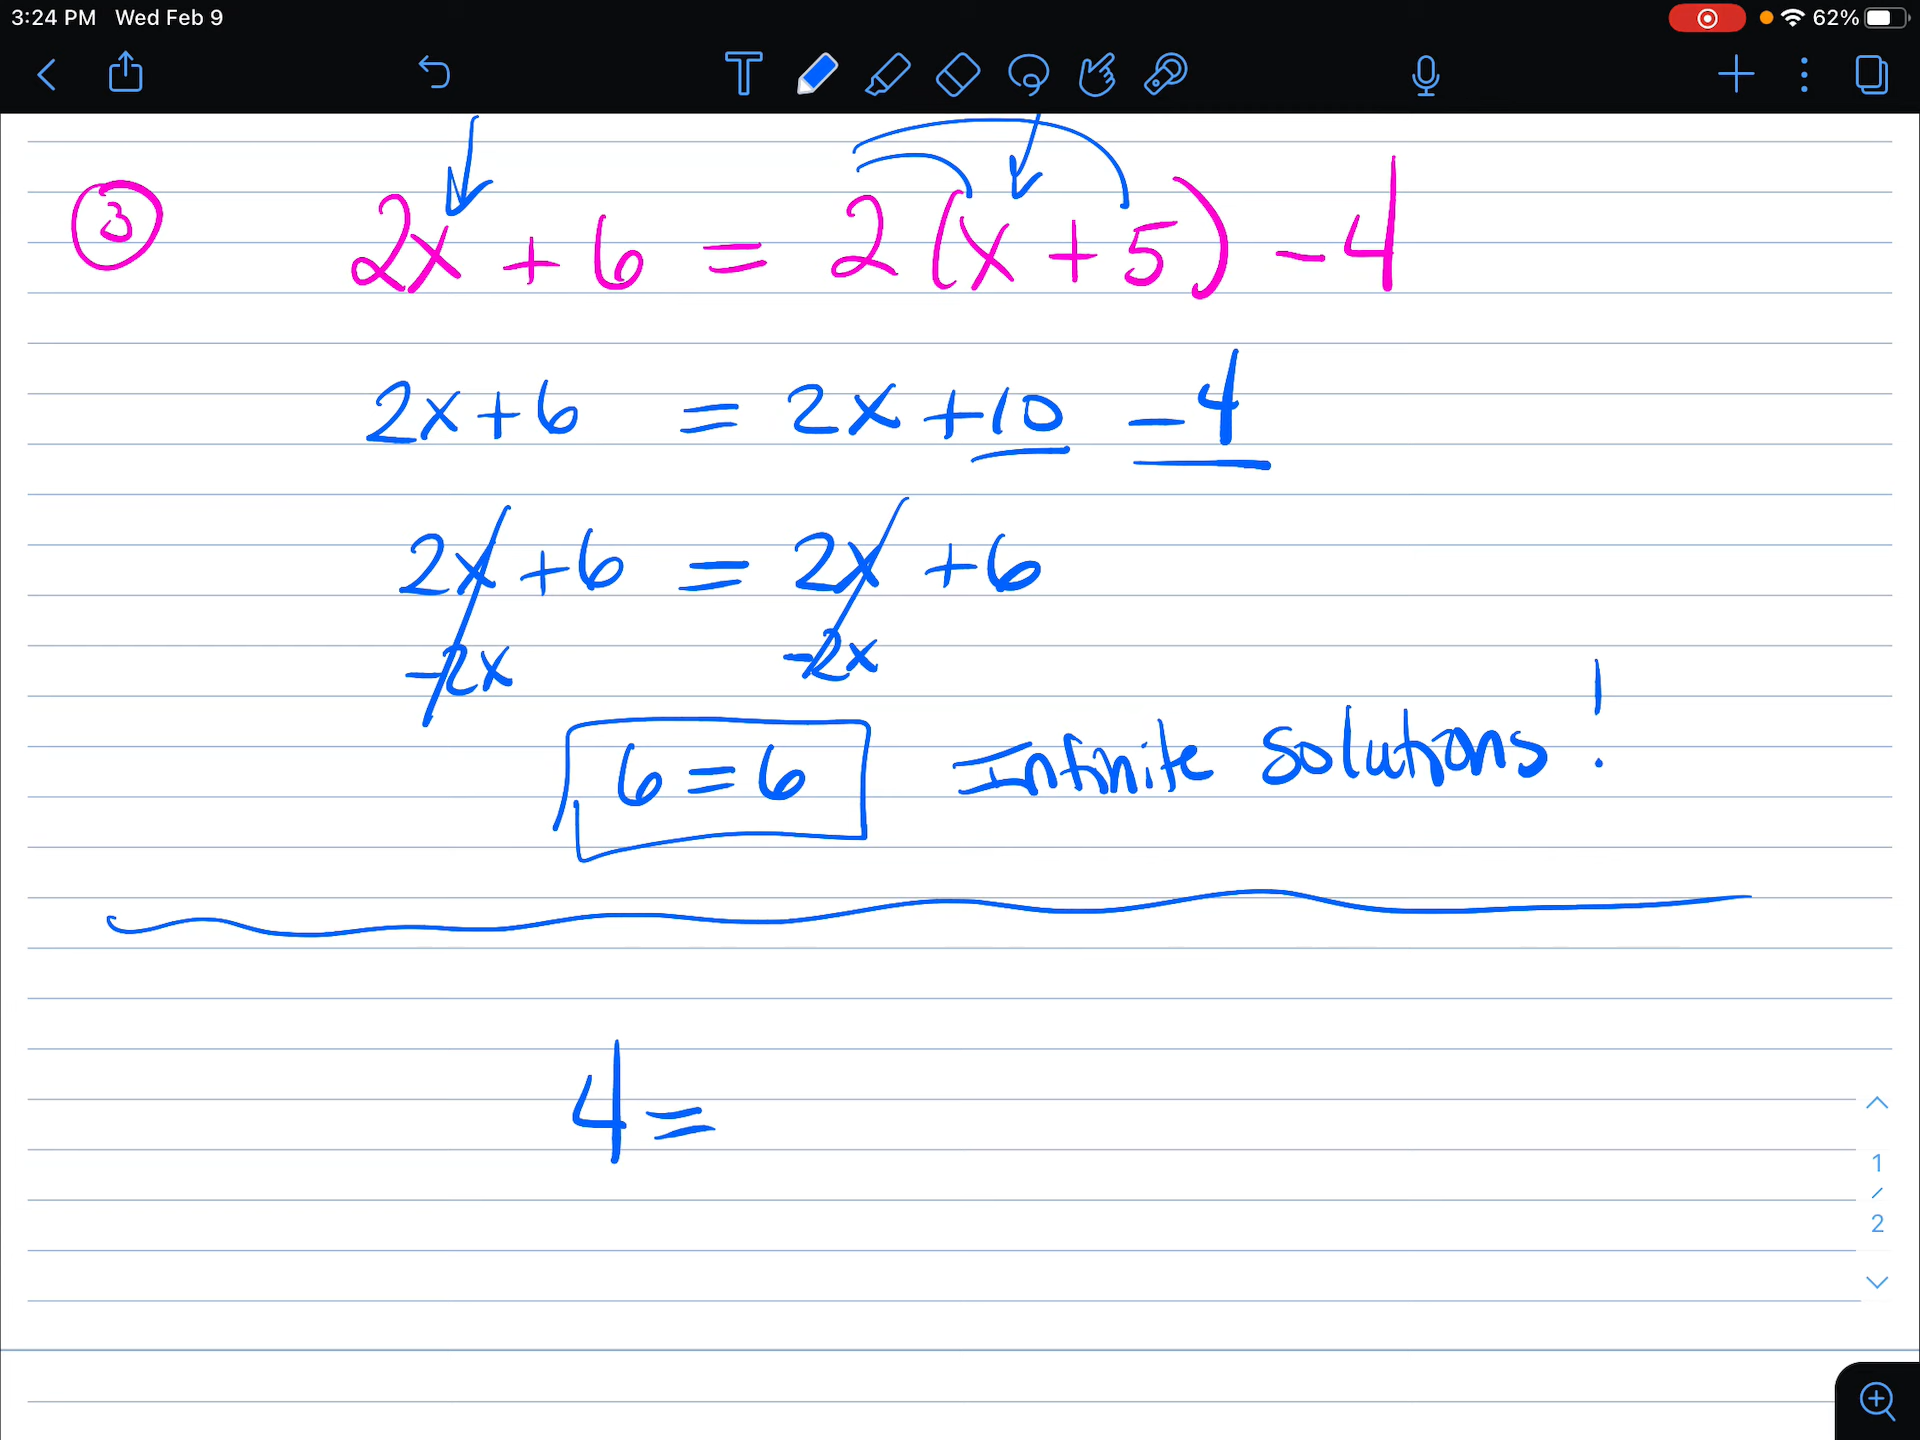 3:24 PM Wed Feb 9 62%
T
3 2x + 6 = 2(x + 5) - 4
2x + 6 = 2x + 10 - 4
2x + 6 = 2x + 6
-2x -2x
6 = 6 Infinite solutions!
4 =
1
/
2